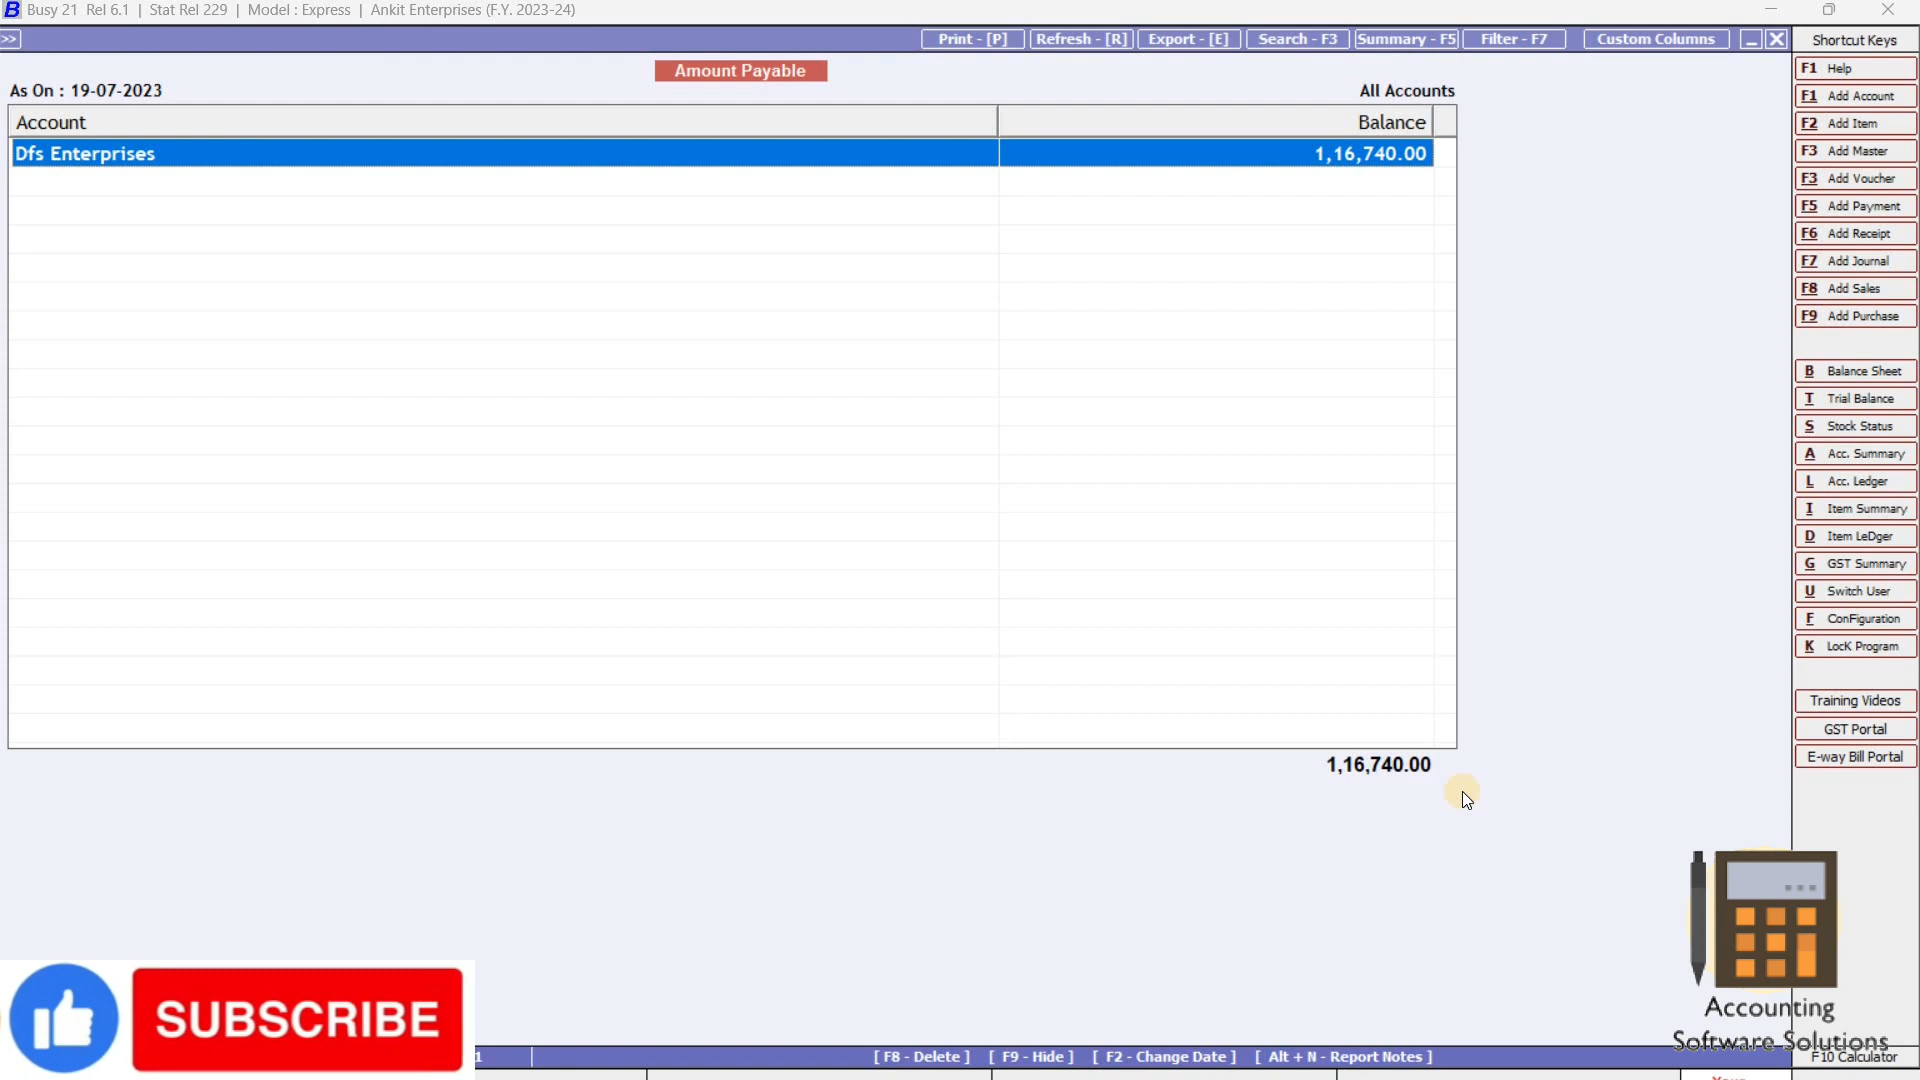 B Busy 21 Rel 6.1 | Stat Rel 229 | Model : Express | Ankit Enterprises (F.Y. 2023-24)
>> Print - [P] Refresh - [R] Export - [E] Search - F3 Summary - F5 Filter - F7 Custom Columns
Shortcut Keys
Amount Payable
As On : 19-07-2023 All Accounts
Account Balance
Dfs Enterprises 1,16,740.00
1,16,740.00
F1 Help
F1 Add Account
F2 Add Item
F3 Add Master
F3 Add Voucher
F5 Add Payment
F6 Add Receipt
F7 Add Journal
F8 Add Sales
F9 Add Purchase
B Balance Sheet
T Trial Balance
S Stock Status
A Acc. Summary
L Acc. Ledger
I Item Summary
D Item LeDger
G GST Summary
U Switch User
F ConFiguration
K LocK Program
Training Videos
GST Portal
E-way Bill Portal
Accounting
Software Solutions
SUBSCRIBE
1 [ F8 - Delete ] [ F9 - Hide ] [ F2 - Change Date ] [ Alt + N - Report Notes ]
F10 Calculator